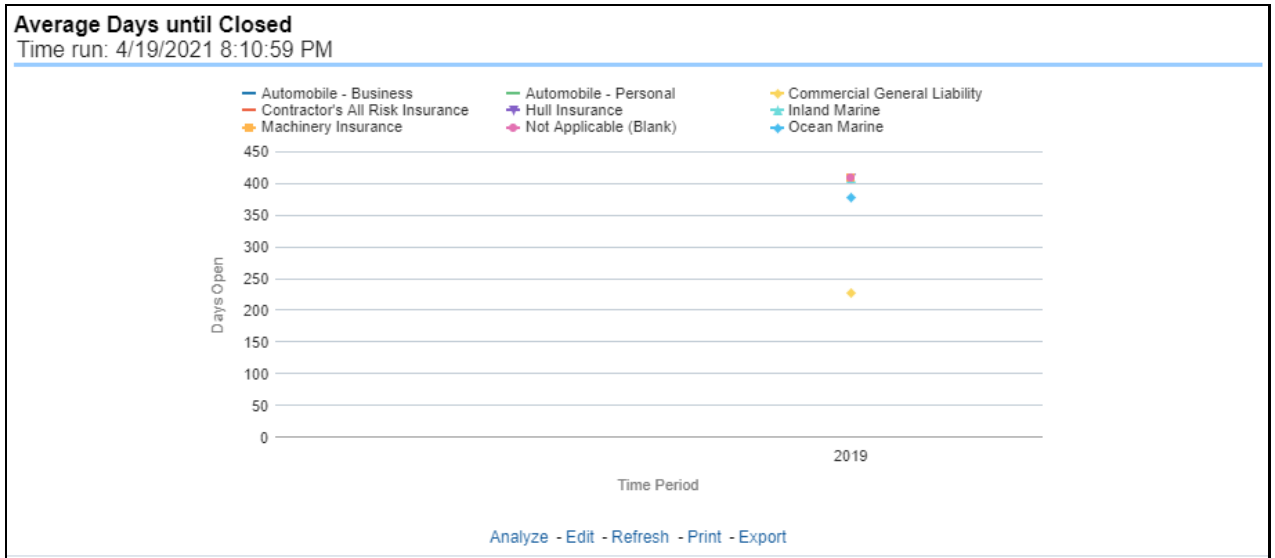 Average Days until Closed
Time run: 4/19/2021 8:10:59 PM
Automobile - Business
Automobile - Personal
Commercial General Liability
Contractor's All Risk Insurance
Hull Insurance
Inland Marine
Machinery Insurance
Not Applicable (Blank)
Ocean Marine
450
400
350
300
250
200
150
100
50
0
Days Open
2019
Time Period
Analyze - Edit - Refresh - Print - Export